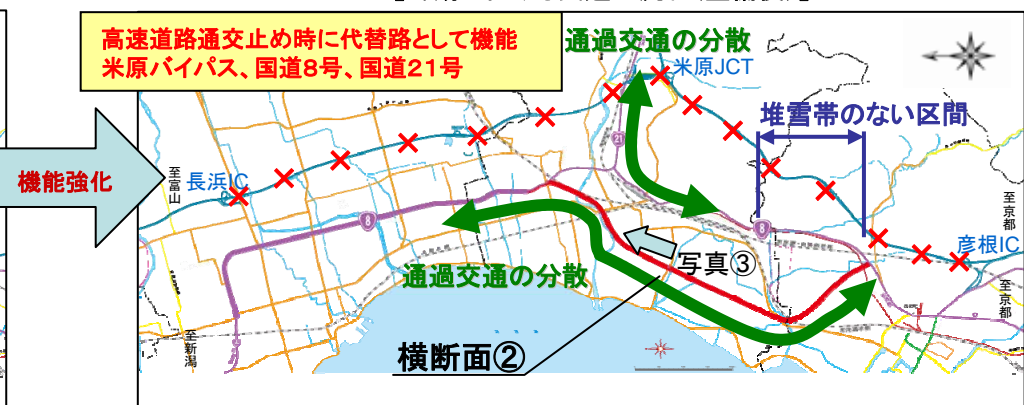 高速道路通交止め時に代替路として機能
米原バイパス、国道8号、国道21号
通過交通の分散
米原JCT
堆雪帯のない区間
機能強化
至富山
長浜IC
21
8
8
至京都
彦根IC
写真③
通過交通の分散
至京都
至新潟
横断面②